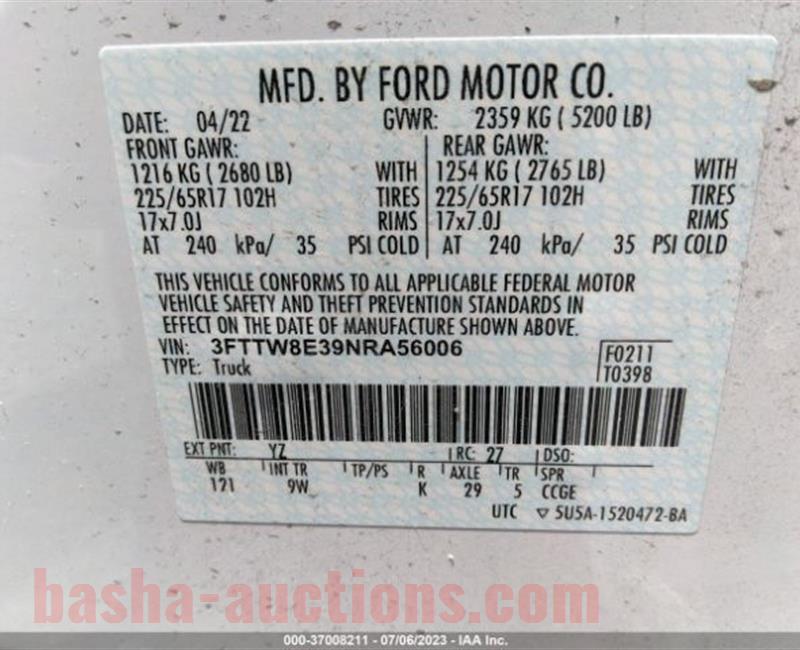 MFD. BY FORD MOTOR CO.
DATE: 04/22 GVWR: 2359 KG ( 5200 LB)
FRONT GAWR: REAR GAWR:
1216 KG ( 2680 LB) WITH 1254 KG ( 2765 LB) WITH
225/65R17 102H TIRES 225/65R17 102H TIRES
17x7.0J RIMS 17x7.0J RIMS
AT 240 kPa/ 35 PSI COLD AT 240 kPa/ 35 PSI COLD
THIS VEHICLE CONFORMS TO ALL APPLICABLE FEDERAL MOTOR
VEHICLE SAFETY AND THEFT PREVENTION STANDARDS IN
EFFECT ON THE DATE OF MANUFACTURE SHOWN ABOVE.
VIN: 3FTTW8E39NRA56006 F0211
TYPE: Truck T0398
EXT PNT: YZ RC: 27 DSO:
WB INT TR TP/PS R AXLE TR SPR
121 9W K 29 5 CCGE
UTC ▽ 5U5A-1520472-BA
basha-auctions.com
000-37008211 - 07/06/2023 - IAA Inc.